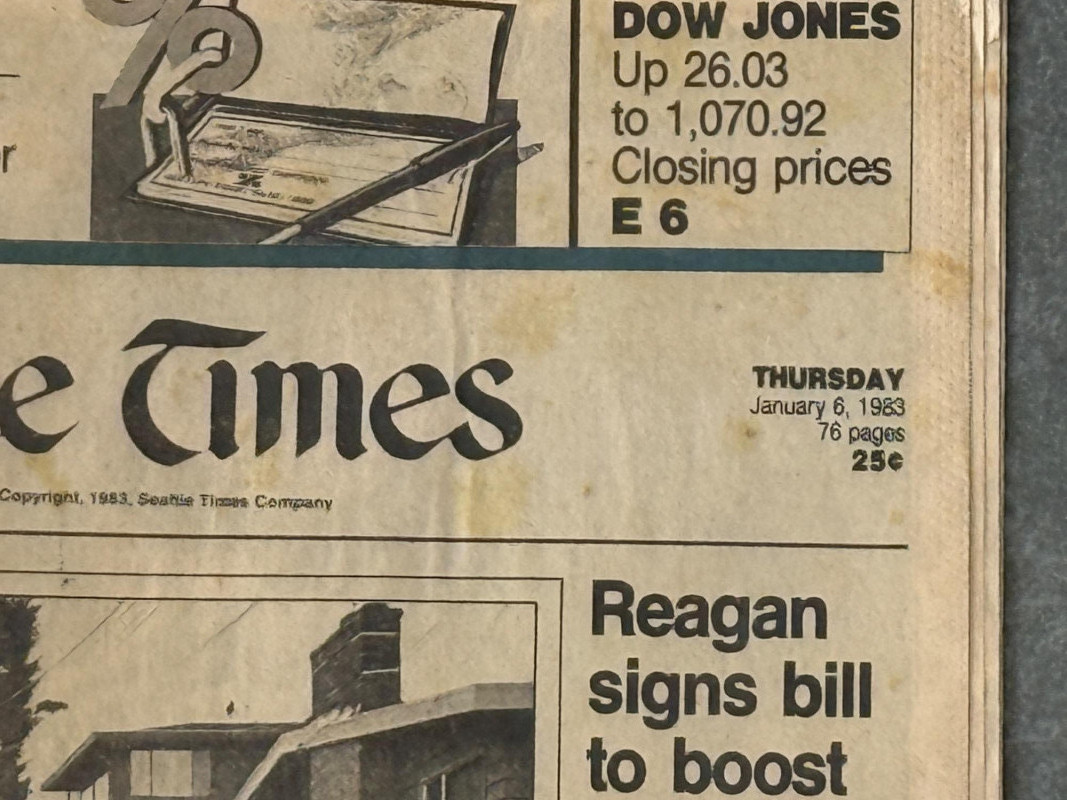 DOW JONES
Up 26.03
to 1,070.92
Closing prices
E 6
r
%
e Times
THURSDAY
January 6, 1983
76 pages
25¢
Copyright, 1983, Seattle Times Company
Reagan
signs bill
to boost